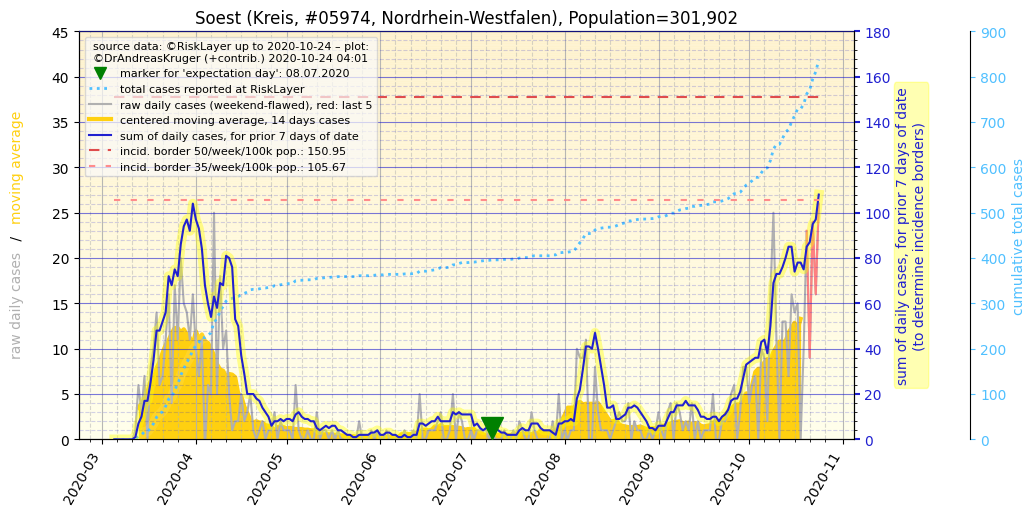 Soest (Kreis, #05974, Nordrhein-Westfalen), Population=301,902
source data: ©RiskLayer up to 2020-10-24 – plot:
©DrAndreasKruger (+contrib.) 2020-10-24 04:01
marker for 'expectation day': 08.07.2020
total cases reported at RiskLayer
raw daily cases (weekend-flawed), red: last 5
centered moving average, 14 days cases
sum of daily cases, for prior 7 days of date
incid. border 50/week/100k pop.: 150.95
incid. border 35/week/100k pop.: 105.67
raw daily cases / moving average
45
40
35
30
25
20
15
10
5
0
2020-03
2020-04
2020-05
2020-06
2020-07
2020-08
2020-09
2020-10
2020-11
180
160
140
120
100
80
60
40
20
0
sum of daily cases, for prior 7 days of date
(to determine incidence borders)
900
800
700
600
500
400
300
200
100
0
cumulative total cases